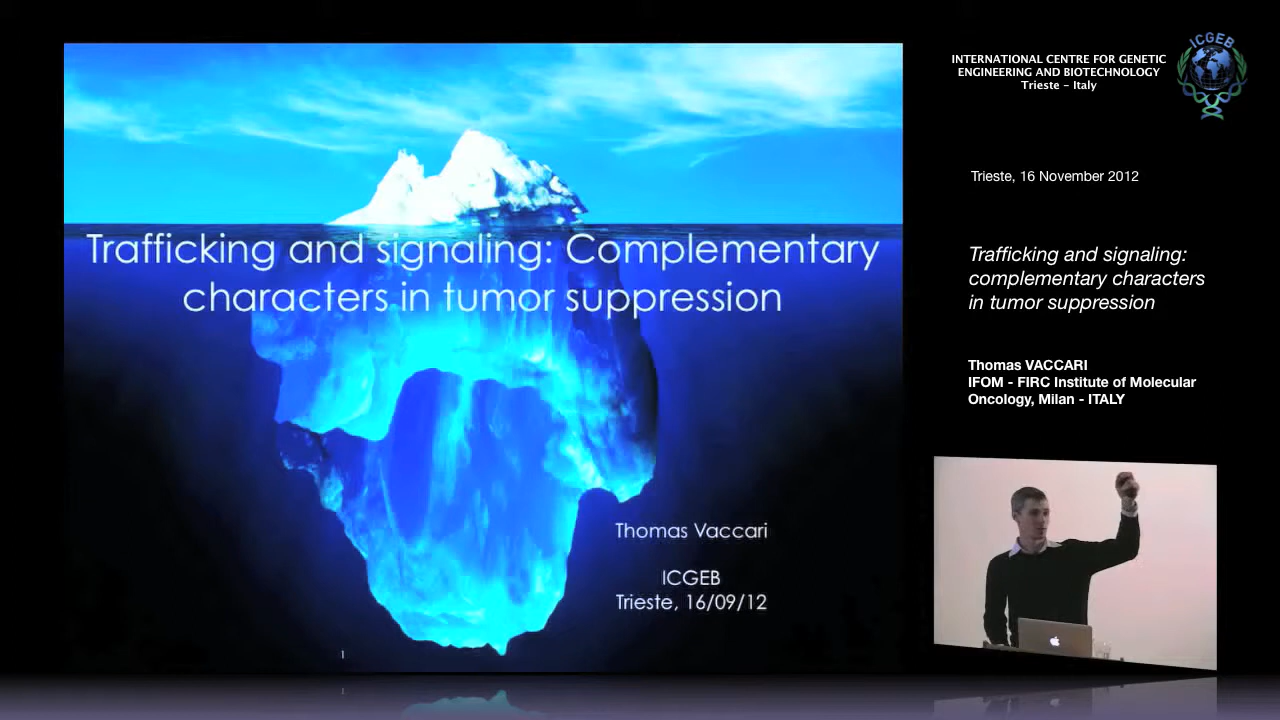 Trafficking and signaling: Complementary
characters in tumor suppression
Thomas Vaccari
ICGEB
Trieste, 16/09/12
1
INTERNATIONAL CENTRE FOR GENETIC
ENGINEERING AND BIOTECHNOLOGY
Trieste - Italy
ICGEB
Trieste, 16 November 2012
Trafficking and signaling:
complementary characters
in tumor suppression
Thomas VACCARI
IFOM - FIRC Institute of Molecular
Oncology, Milan - ITALY